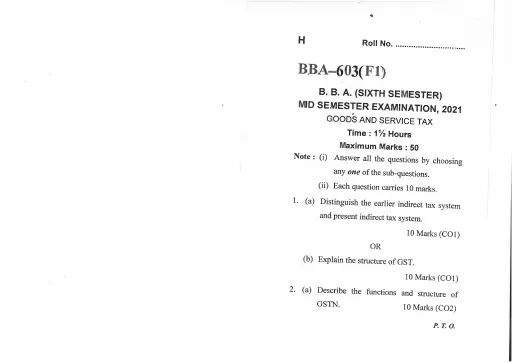 H Roll No. ..............................
BBA–603(F1)
B. B. A. (SIXTH SEMESTER)
MID SEMESTER EXAMINATION, 2021
GOODS AND SERVICE TAX
Time : 1½ Hours
Maximum Marks : 50
Note : (i) Answer all the questions by choosing
any one of the sub-questions.
(ii) Each question carries 10 marks.
1. (a) Distinguish the earlier indirect tax system
and present indirect tax system.
10 Marks (CO1)
OR
(b) Explain the structure of GST.
10 Marks (CO1)
2. (a) Describe the functions and structure of
GSTN. 10 Marks (CO2)
P. T. O.